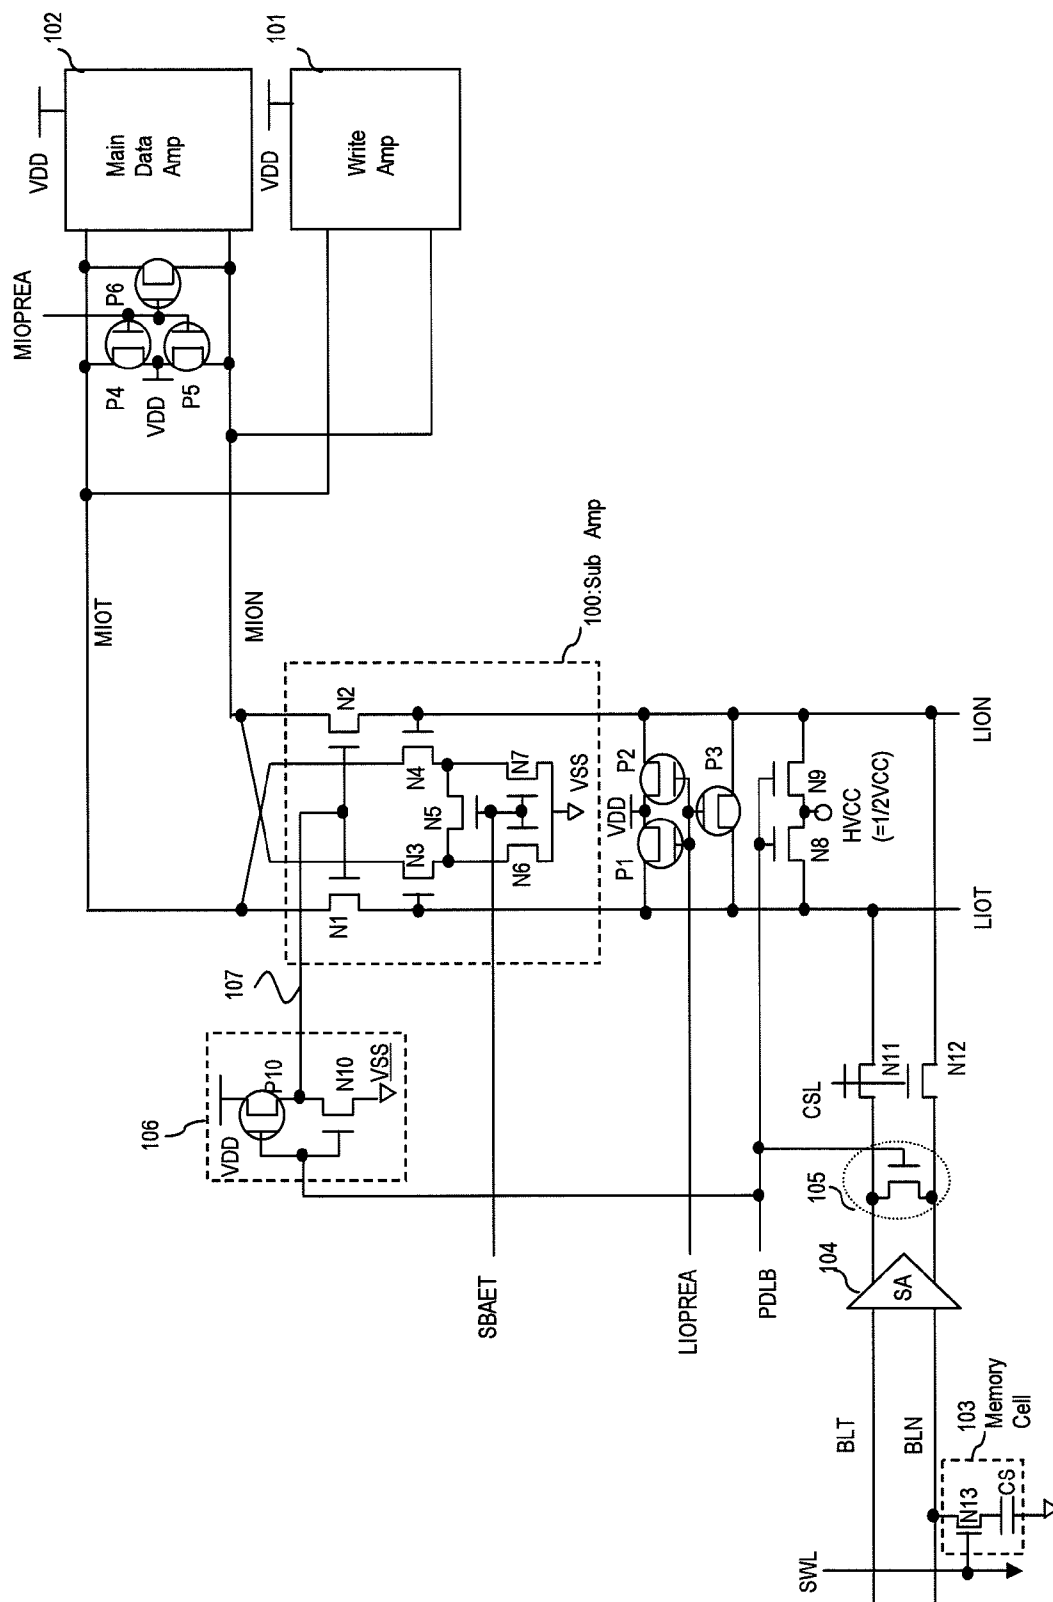 102
101
VDD
Main
Data
Amp
VDD
Write
Amp
MIOPREA
P6
P4
VDD
P5
MIOT
MION
100:Sub Amp
N2
N4
N7
N5
VSS
N1
N3
N6
107
106
P10
VDD
N10
VSS
P2
VDD
P1
P3
N9
N8
HVCC
(=1/2VCC)
LION
LIOT
SBAET
LIOPREA
PDLB
CSL
N11
N12
105
104
SA
BLT
BLN
103
Memory
Cell
N13
CS
SWL